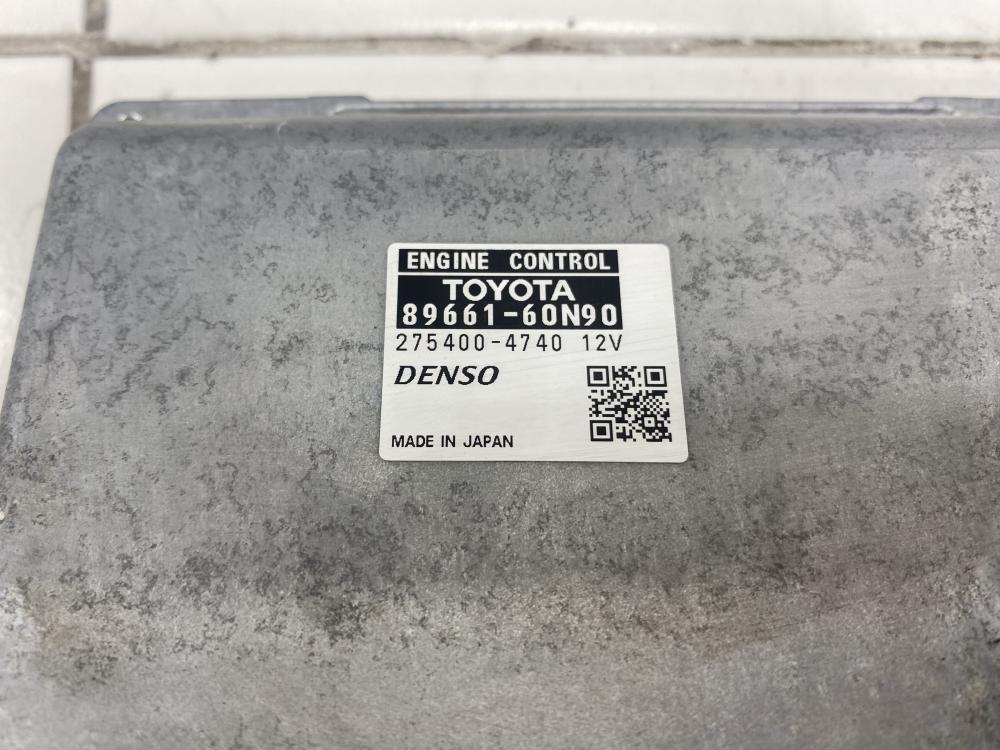 ENGINE CONTROL
TOYOTA
89661-60N90
275400-4740 12V
DENSO
MADE IN JAPAN